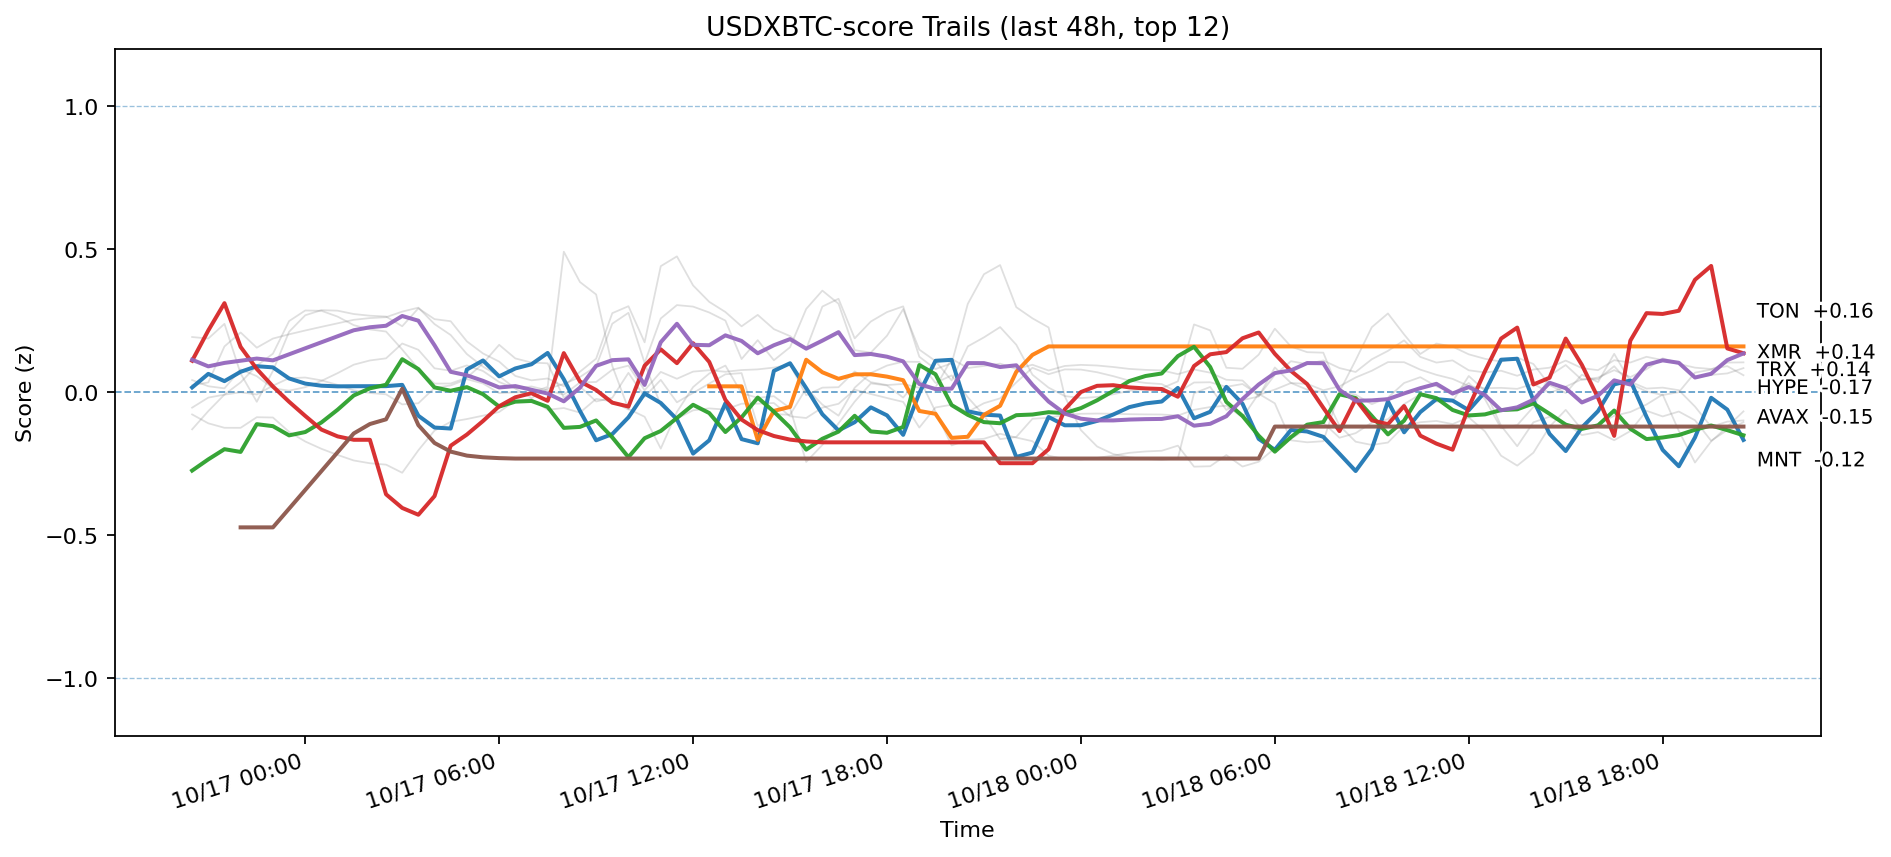 USDXBTC-score Trails (last 48h, top 12)
Score (z)
1.0
0.5
0.0
−0.5
−1.0
TON +0.16
XMR +0.14
TRX +0.14
HYPE -0.17
AVAX -0.15
MNT -0.12
10/17 00:00
10/17 06:00
10/17 12:00
10/17 18:00
10/18 00:00
10/18 06:00
10/18 12:00
10/18 18:00
Time